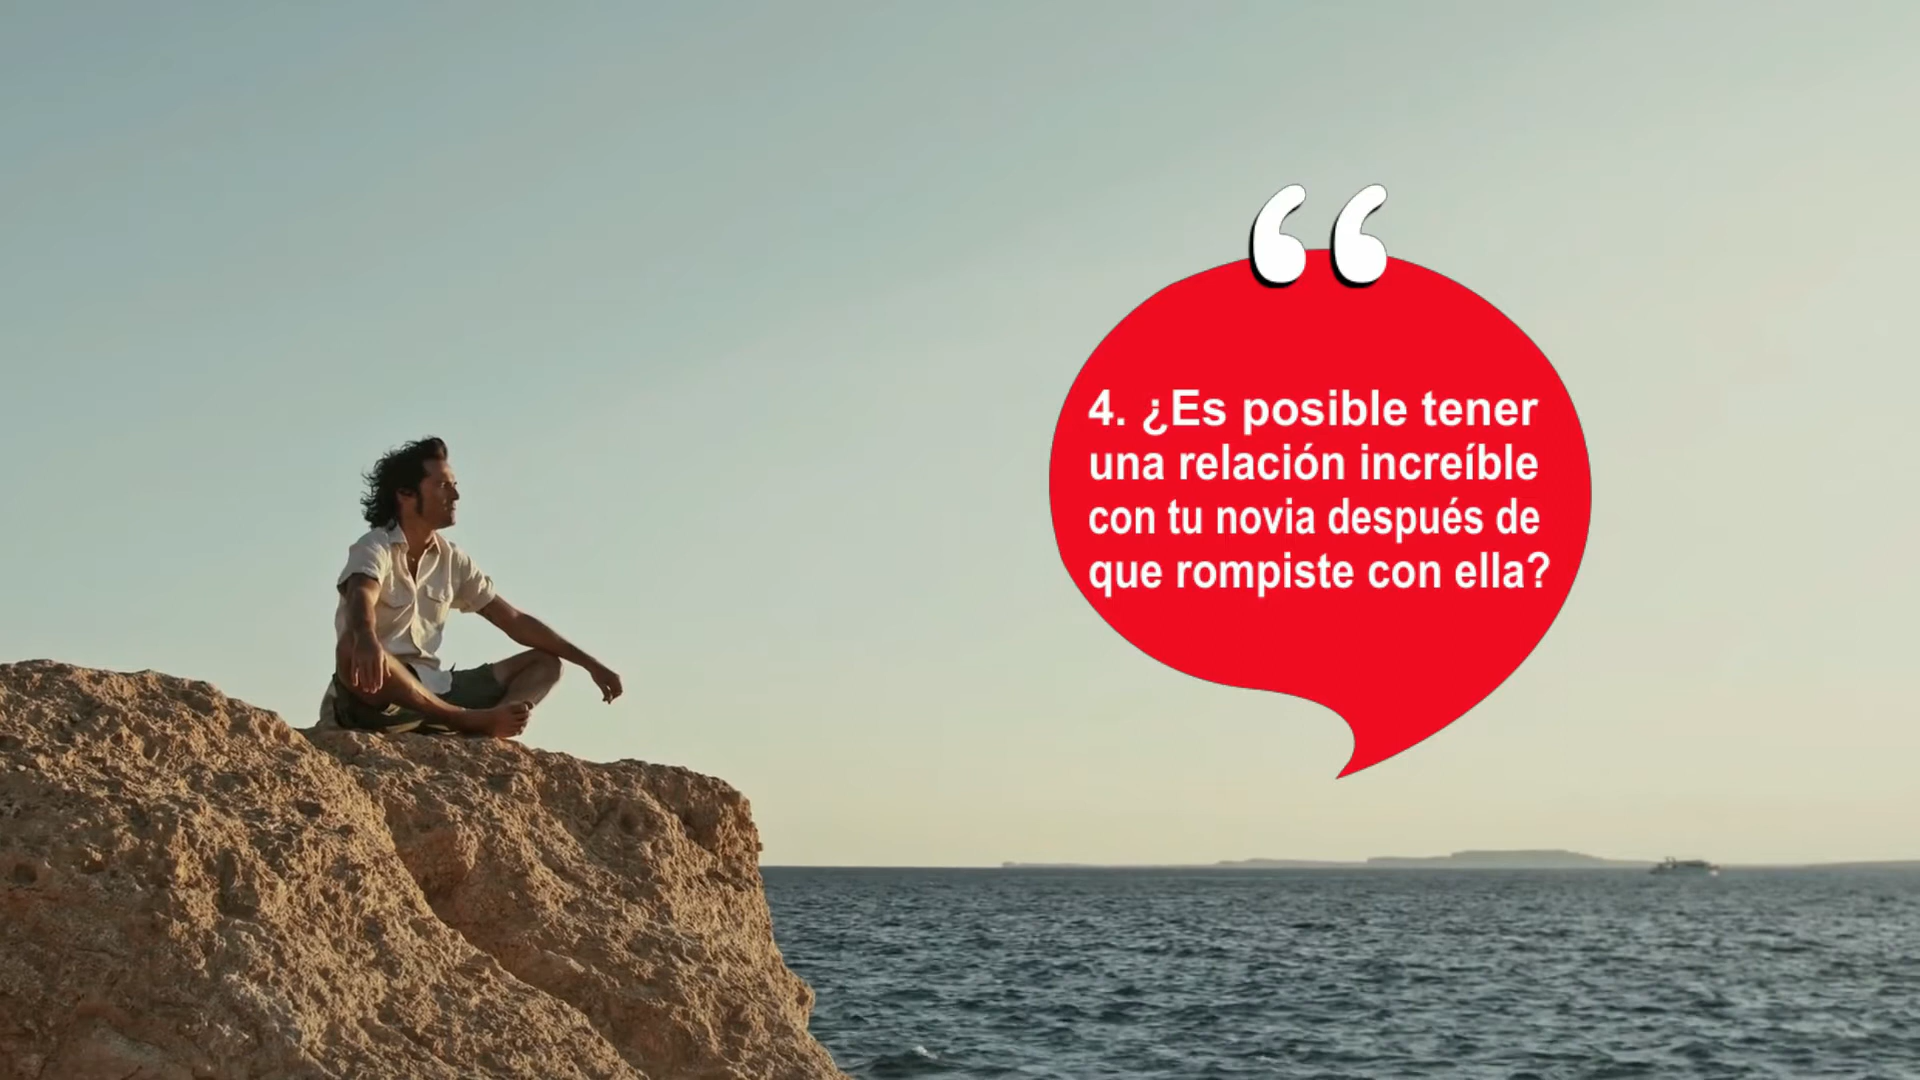 4. ¿Es posible tener
una relación increíble
con tu novia después de
que rompiste con ella?